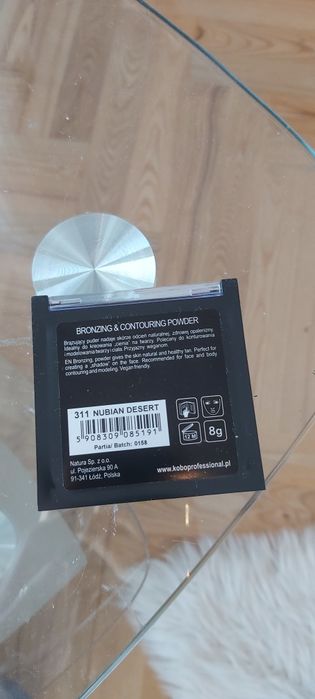 BRONZING & CONTOURING POWDER
Brązujący puder nadaje skórze odcień naturalnej, zdrowej opalenizny.
Idealny do kreowania „cienia” na twarzy. Polecany do konturowania
i modelowania twarzy i ciała. Przyjazny weganom.
EN Bronzing, powder gives the skin natural and healthy tan. Perfect for
creating a „shadow” on the face. Recommended for face and body
contouring and modeling. Vegan friendly.
311 NUBIAN DESERT
5 908309 085191
Partia/ Batch: 0158
12 M
8g
Natura Sp. z o.o.
ul. Pojezierska 90 A
91-341 Łódź, Polska
www.koboprofessional.pl